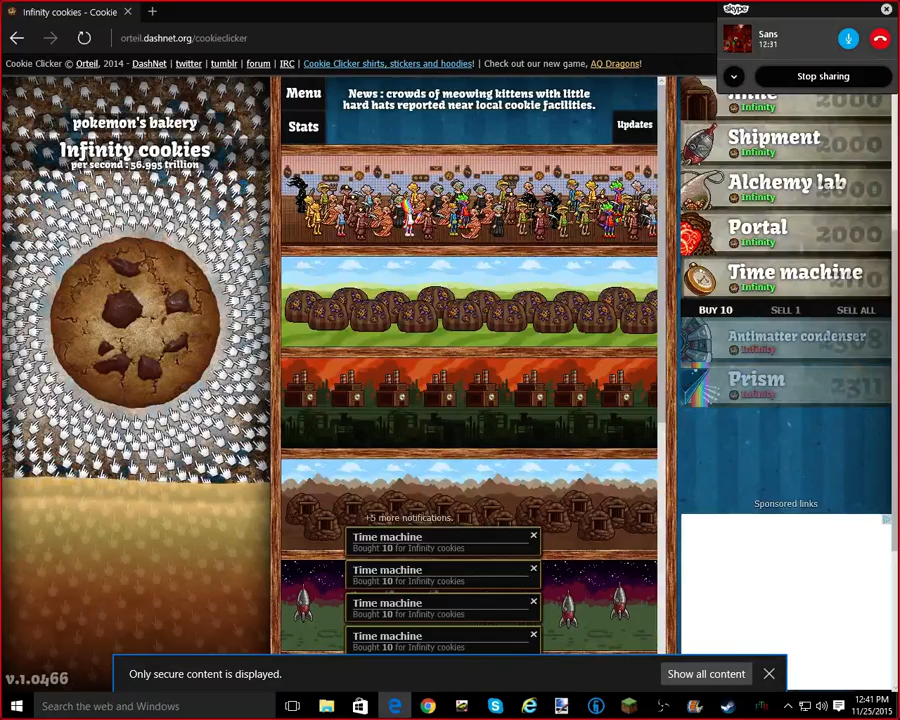 Infinity cookies - Cookie
orteil.dashnet.org/cookieclicker
Cookie Clicker © Orteil, 2014 - DashNet | twitter | tumblr | forum | IRC | Cookie Clicker shirts, stickers and hoodies! | Check out our new game, AQ Dragons!
skype
Sans
12:31
Stop sharing
pokemon's bakery
Infinity cookies
per second : 56.995 trillion
v.1.0466
Menu
Stats
News : crowds of meowing kittens with little
hard hats reported near local cookie facilities.
Updates
+5 more notifications.
Time machine
Bought 10 for Infinity cookies
Time machine
Bought 10 for Infinity cookies
Time machine
Bought 10 for Infinity cookies
Time machine
Bought 10 for Infinity cookies
Infinity
2000
Shipment
Infinity
Alchemy lab
Infinity
Portal
Infinity
2000
Time machine
Infinity
2110
BUY 10
SELL 1
SELL ALL
Antimatter condenser
Infinity
Prism
Infinity
2311
Sponsored links
Only secure content is displayed.
Show all content
Search the web and Windows
12:41 PM
11/25/2015